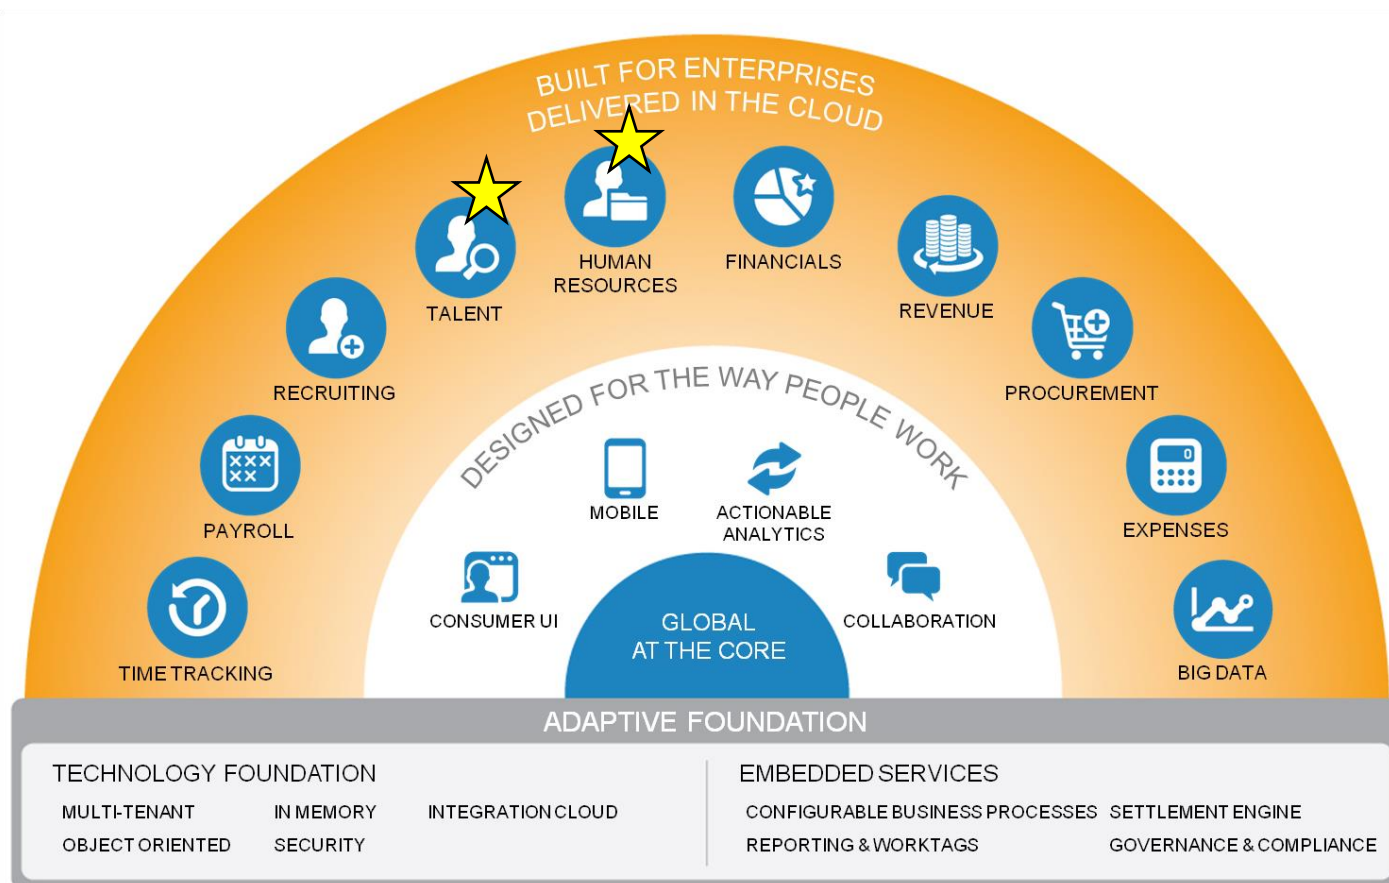 BUILT FOR ENTERPRISES
DELIVERED IN THE CLOUD
HUMAN
RESOURCES
FINANCIALS
TALENT
REVENUE
RECRUITING
PROCUREMENT
PAYROLL
EXPENSES
TIME TRACKING
BIG DATA
DESIGNED FOR THE WAY PEOPLE WORK
MOBILE
ACTIONABLE
ANALYTICS
CONSUMER UI
COLLABORATION
GLOBAL
AT THE CORE
ADAPTIVE FOUNDATION
TECHNOLOGY FOUNDATION
MULTI-TENANT IN MEMORY INTEGRATION CLOUD
OBJECT ORIENTED SECURITY
EMBEDDED SERVICES
CONFIGURABLE BUSINESS PROCESSES SETTLEMENT ENGINE
REPORTING & WORKTAGS GOVERNANCE & COMPLIANCE